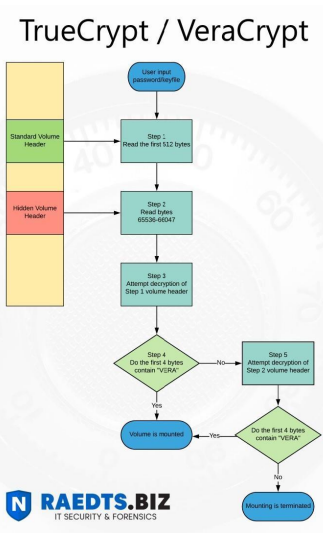 TrueCrypt / VeraCrypt
User input
password/keyfile
Standard Volume
Header
Step 1
Read the first 512 bytes
Hidden Volume
Header
Step 2
Read bytes
65536-66047
Step 3
Attempt decryption of
Step 1 volume header
Step 4
Do the first 4 bytes
contain "VERA"
No
Step 5
Attempt decryption of
Step 2 volume header
Yes
Volume is mounted
Yes
Do the first 4 bytes
contain "VERA"
No
Mounting is terminated
N
RAEDTS.BIZ
IT SECURITY & FORENSICS